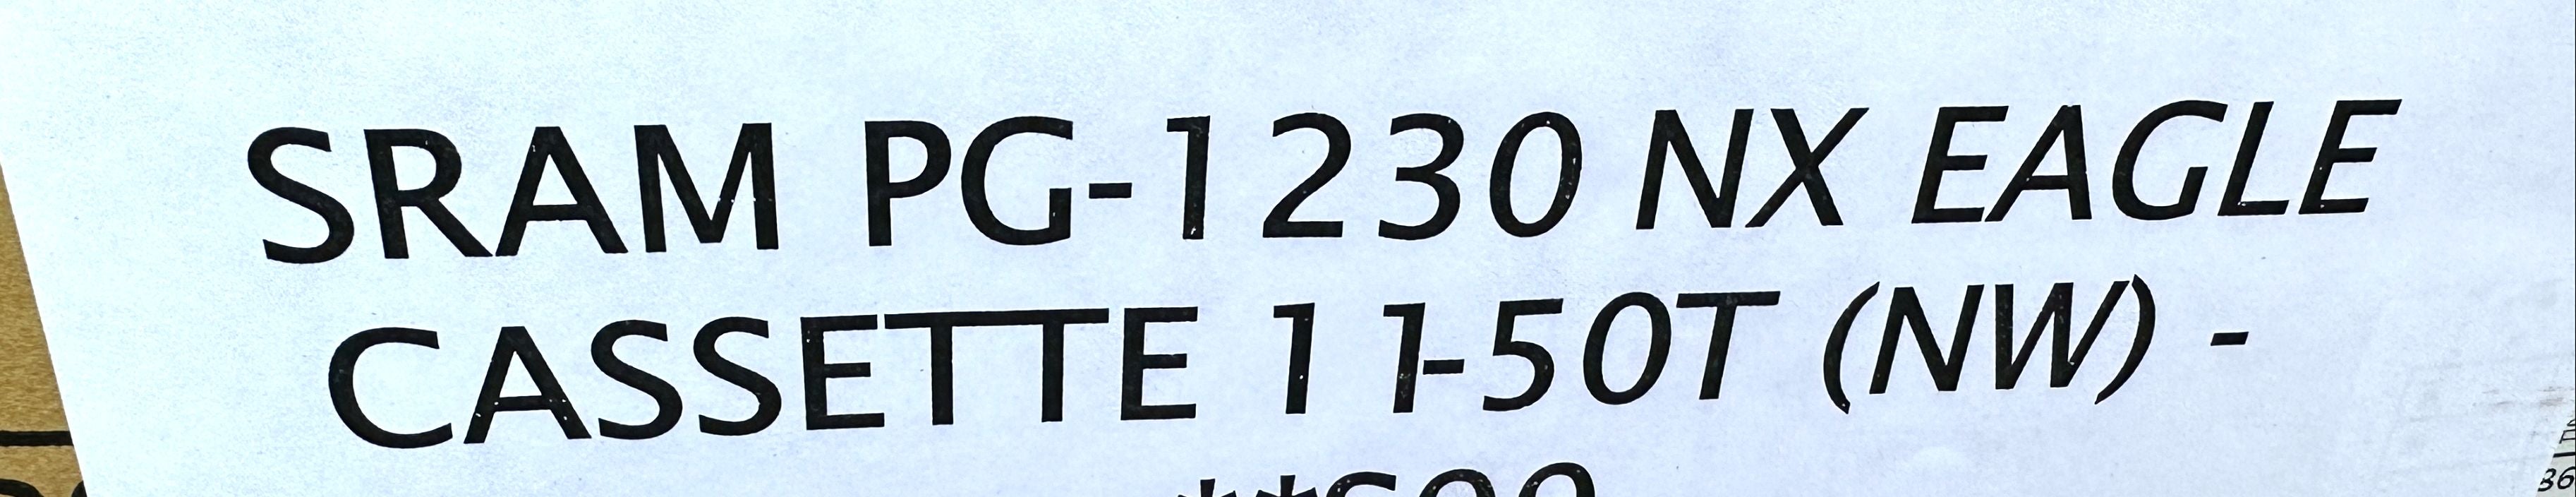 SRAM PG-1230 NX EAGLE
CASSETTE 11-50T (NW) -